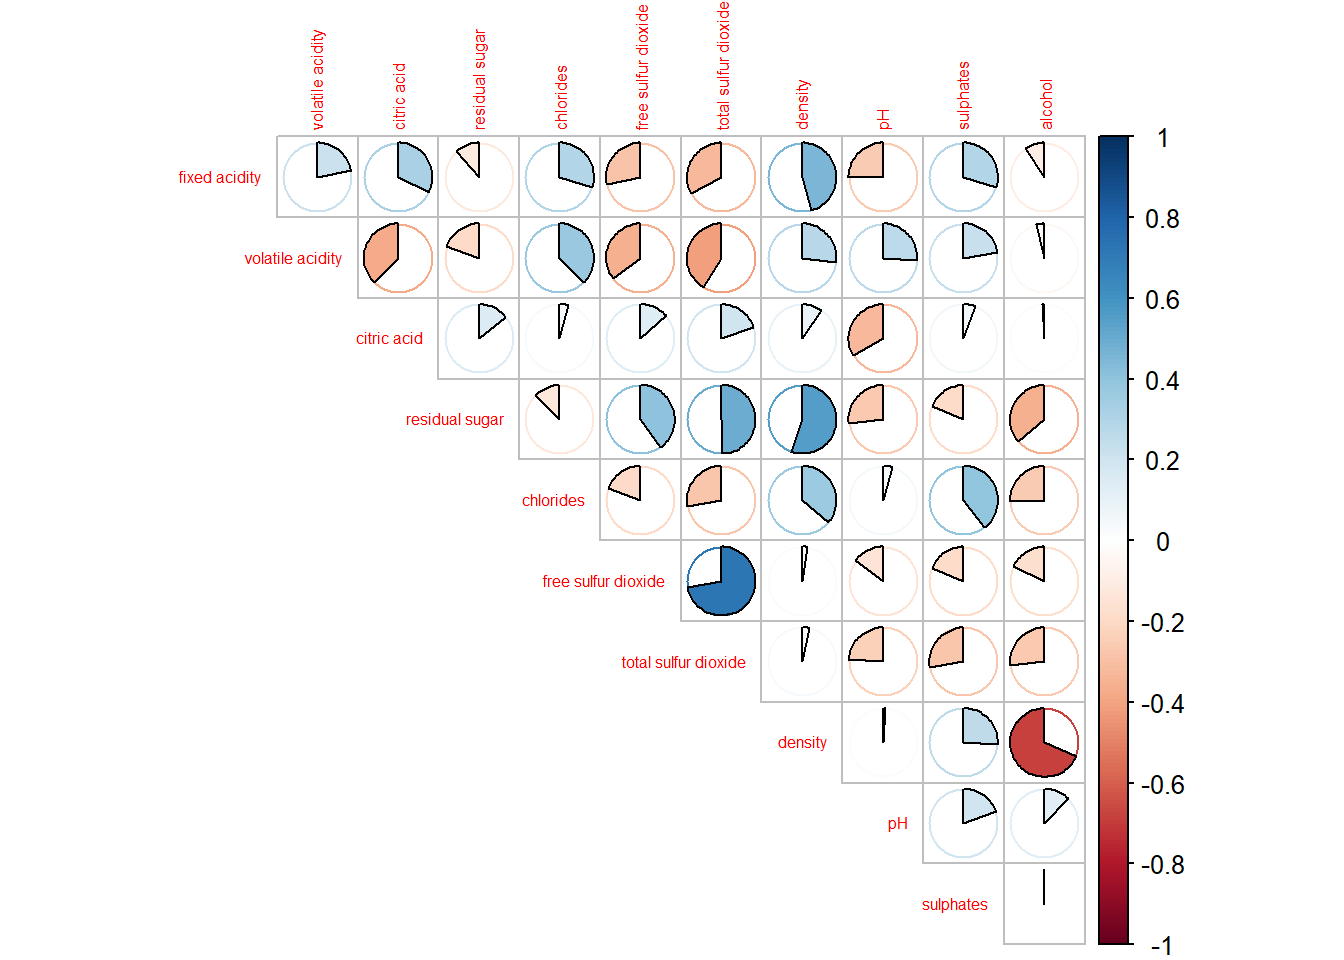 volatile acidity
citric acid
residual sugar
chlorides
free sulfur dioxide
total sulfur dioxide
density
pH
sulphates
alcohol
fixed acidity
volatile acidity
citric acid
residual sugar
chlorides
free sulfur dioxide
total sulfur dioxide
density
pH
sulphates
1
0.8
0.6
0.4
0.2
0
-0.2
-0.4
-0.6
-0.8
-1